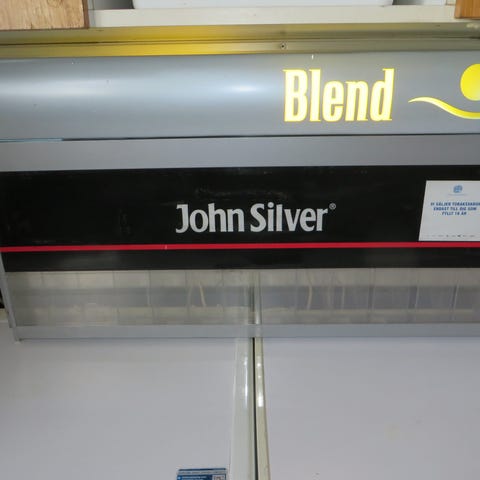 Blend
John Silver®
VI SÄLJER TOBAKSVAROR
ENDAST TILL DIG SOM
FYLLT 18 ÅR